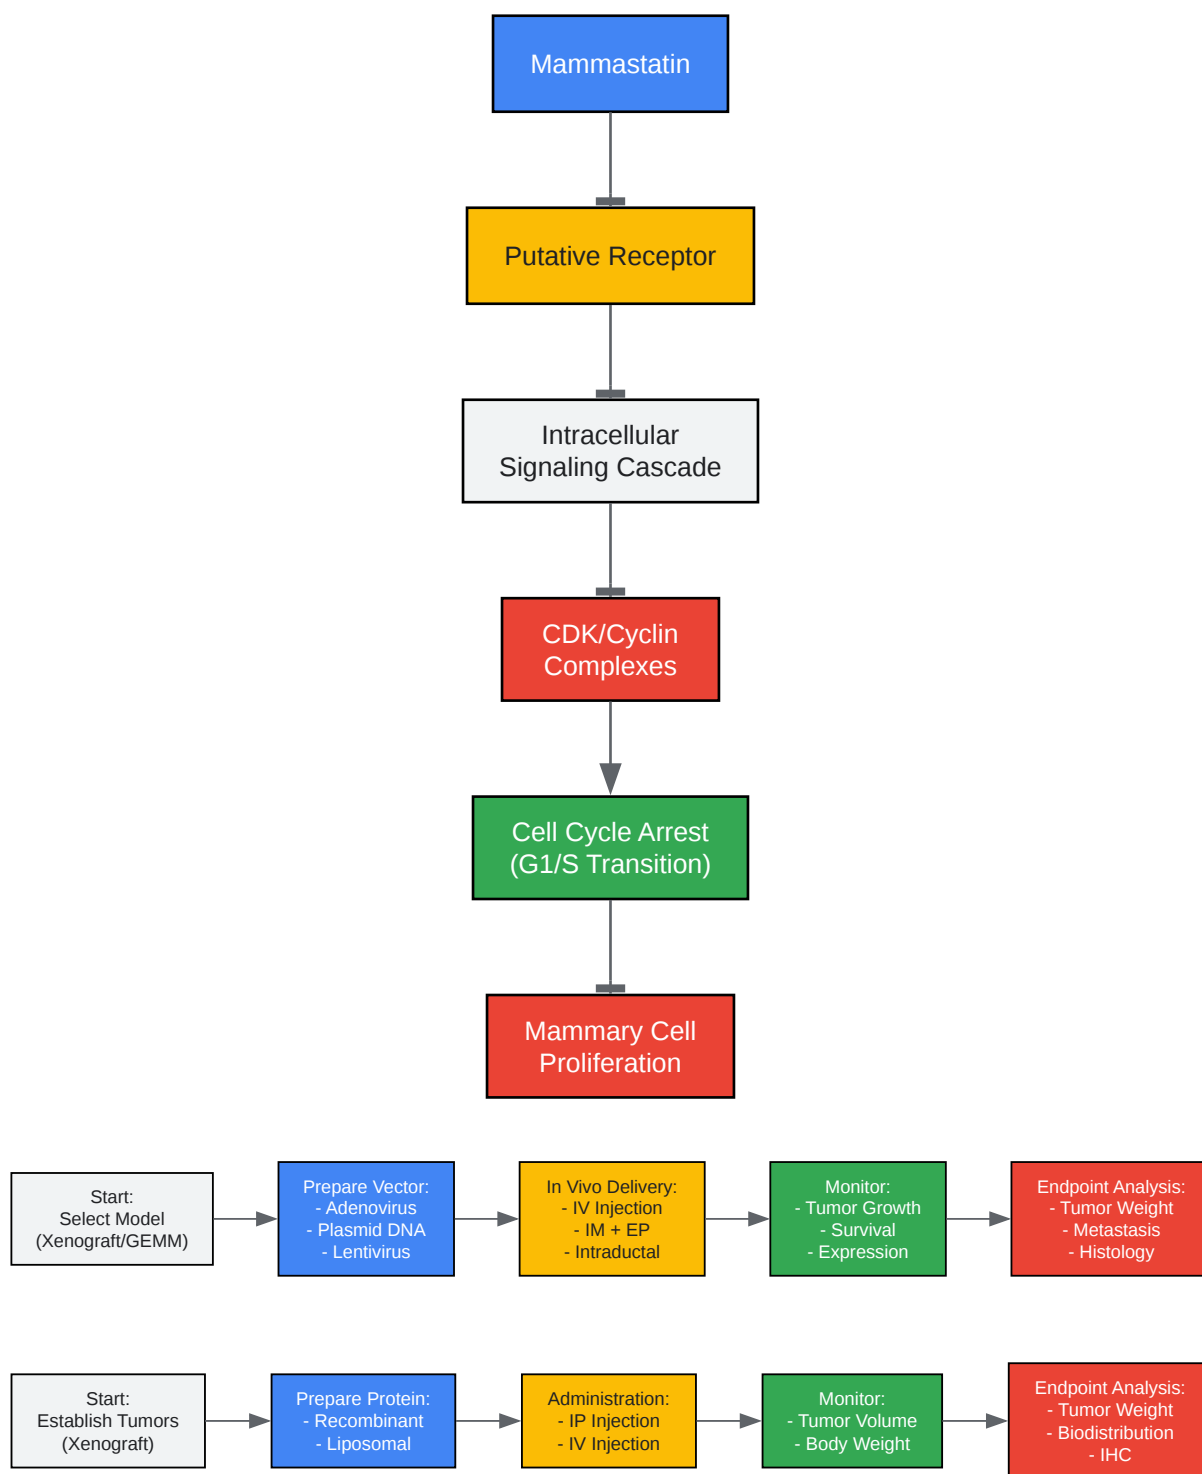 Mammastatin
Putative Receptor
Intracellular
Signaling Cascade
CDK/Cyclin
Complexes
Cell Cycle Arrest
(G1/S Transition)
Mammary Cell
Proliferation
Start:
Select Model
(Xenograft/GEMM)
Prepare Vector:
- Adenovirus
- Plasmid DNA
- Lentivirus
In Vivo Delivery:
- IV Injection
- IM + EP
- Intraductal
Monitor:
- Tumor Growth
- Survival
- Expression
Endpoint Analysis:
- Tumor Weight
- Metastasis
- Histology
Start:
Establish Tumors
(Xenograft)
Prepare Protein:
- Recombinant
- Liposomal
Administration:
- IP Injection
- IV Injection
Monitor:
- Tumor Volume
- Body Weight
Endpoint Analysis:
- Tumor Weight
- Biodistribution
- IHC